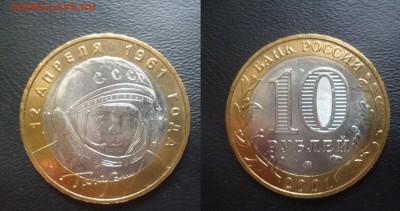 12 АПРЕЛЯ 1961 ГОДА
СССР
БАНК РОССИИ
10
РУБЛЕЙ
2001